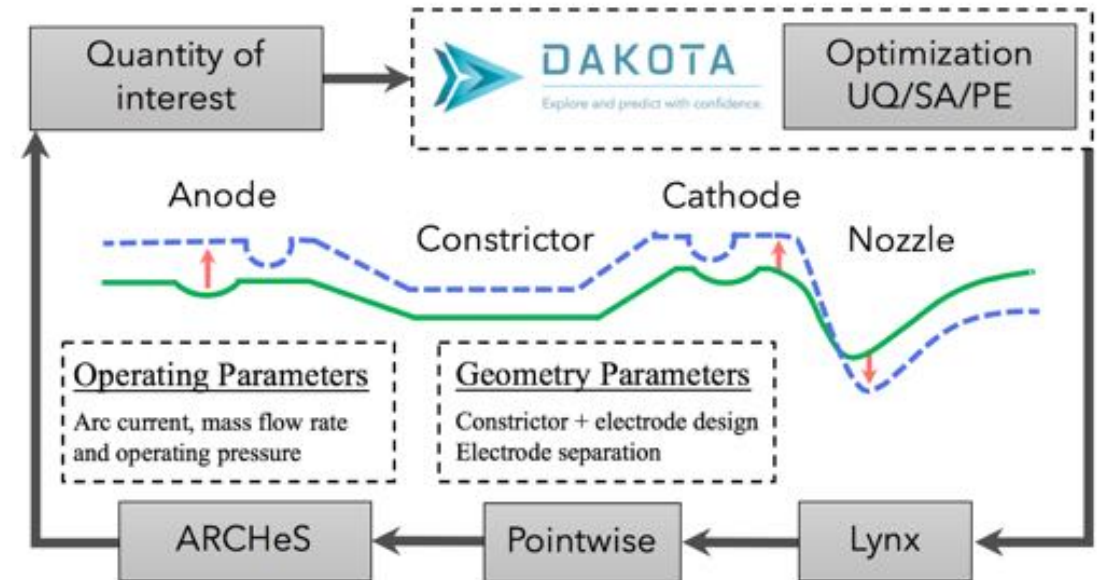 Quantity of
interest
DAKOTA
Explore and predict with confidence.
Optimization
UQ/SA/PE
Anode
Cathode
Constrictor
Nozzle
Operating Parameters
Arc current, mass flow rate
and operating pressure
Geometry Parameters
Constrictor + electrode design
Electrode separation
ARCHeS
Pointwise
Lynx